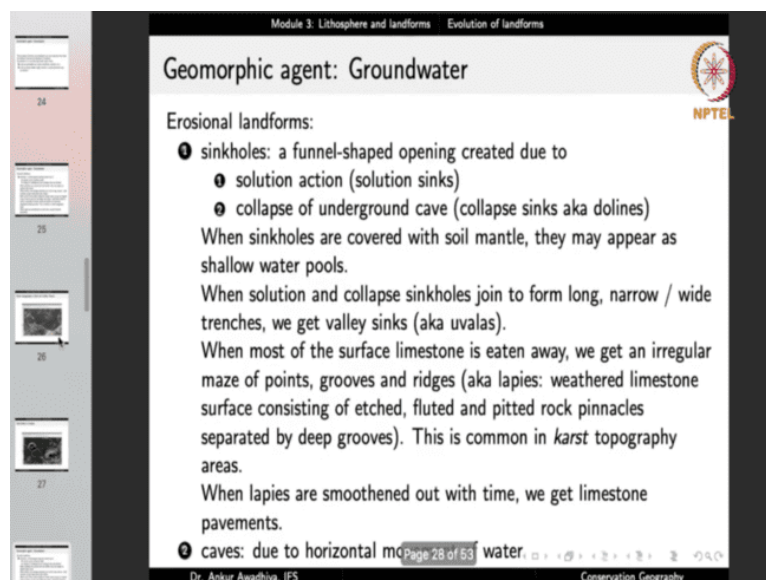 Module 3: Lithosphere and landforms Evolution of landforms
Geomorphic agent: Groundwater
NPTEL
Erosional landforms:
1 sinkholes: a funnel-shaped opening created due to
1 solution action (solution sinks)
2 collapse of underground cave (collapse sinks aka dolines)
When sinkholes are covered with soil mantle, they may appear as
shallow water pools.
When solution and collapse sinkholes join to form long, narrow / wide
trenches, we get valley sinks (aka uvalas).
When most of the surface limestone is eaten away, we get an irregular
maze of points, grooves and ridges (aka lapies: weathered limestone
surface consisting of etched, fluted and pitted rock pinnacles
separated by deep grooves). This is common in karst topography
areas.
When lapies are smoothened out with time, we get limestone
pavements.
2 caves: due to horizontal water
Page 28 of 53
Dr. Ankur Awadhiya, IFS Conservation Geography
24
25
26
27